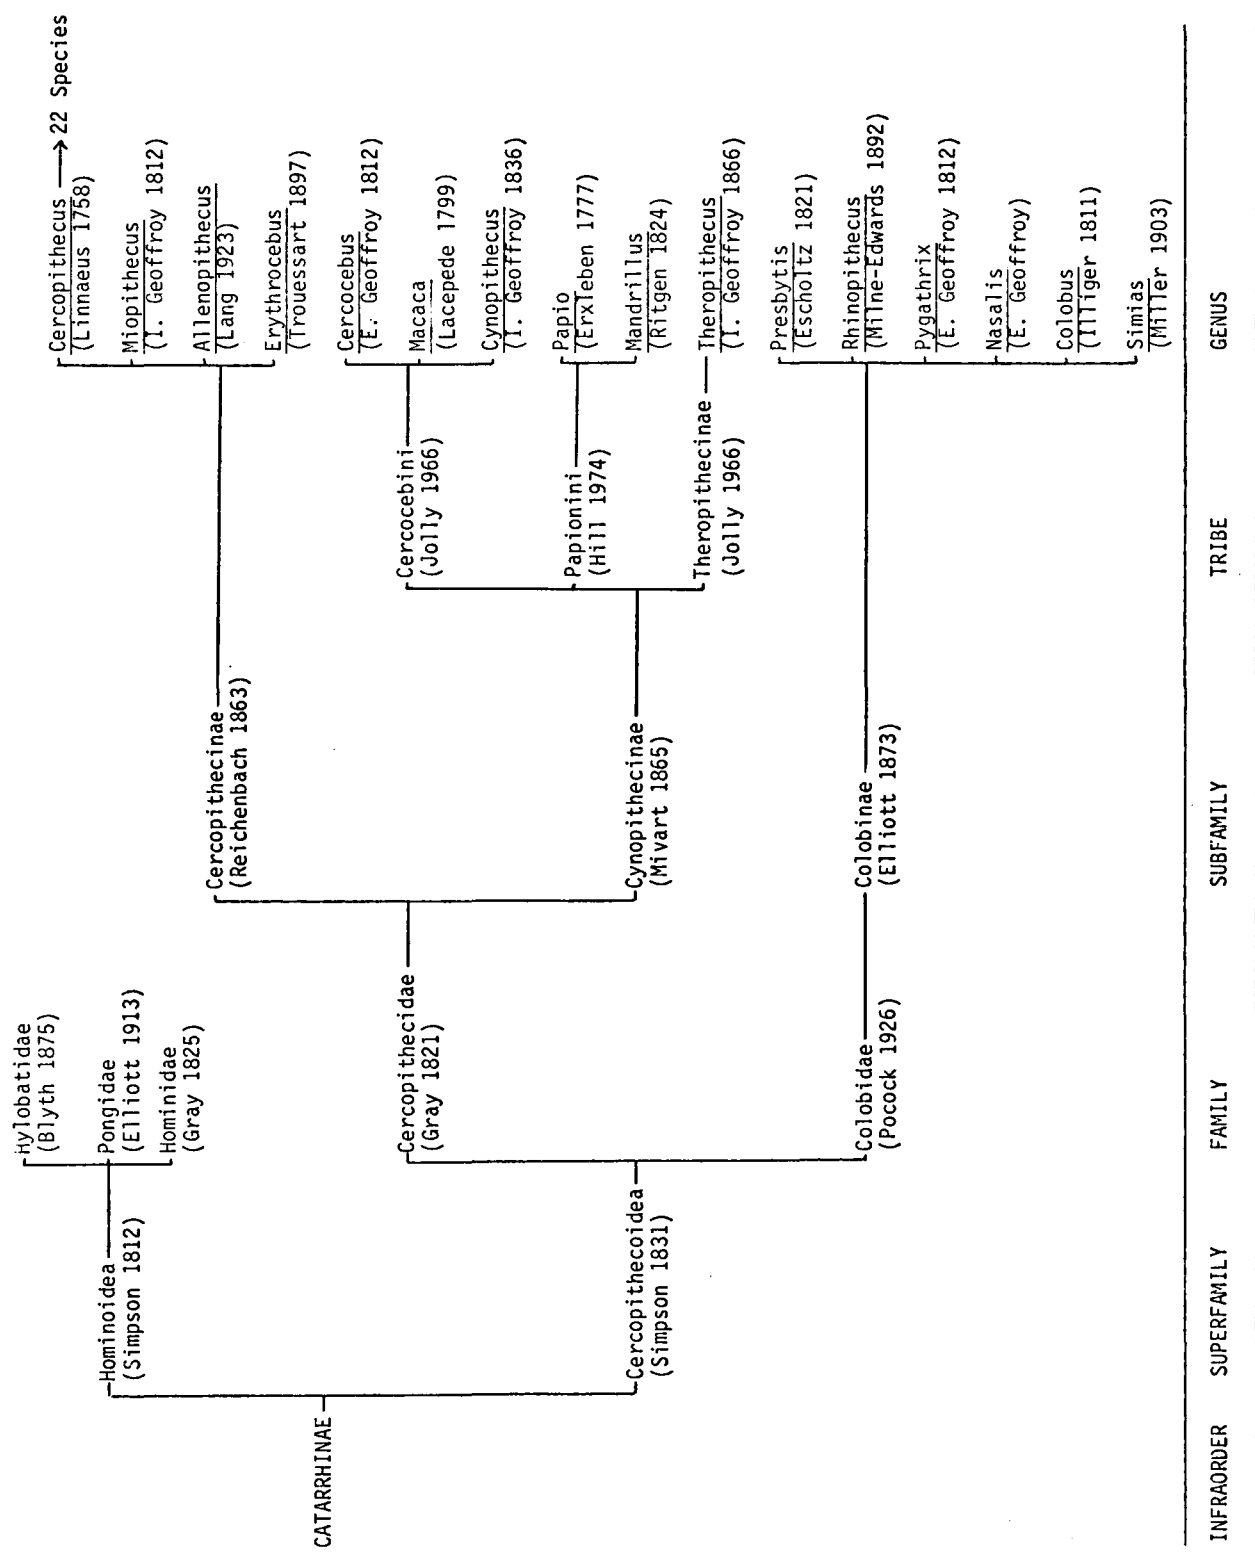 CATARRHINAE
Hominoidea
(Simpson 1812)
Cercopithecoidea
(Simpson 1831)
Hylobatidae
(Blyth 1875)
Pongidae
(Elliott 1913)
Hominidae
(Gray 1825)
Cercopithecidae
(Gray 1821)
Colobidae
(Pocock 1926)
Cercopithecinae
(Reichenbach 1863)
Cynopithecinae
(Mivart 1865)
Colobinae
(Elliott 1873)
Cercocebini
(Jolly 1966)
Papionini
(Hill 1974)
Theropithecinae
(Jolly 1966)
Cercopithecus → 22 Species
(Linnaeus 1758)
Miopithecus
(I. Geoffroy 1812)
Allenopithecus
(Lang 1923)
Erythrocebus
(Trouessart 1897)
Cercocebus
(E. Geoffroy 1812)
Macaca
(Lacepede 1799)
Cynopithecus
(I. Geoffroy 1836)
Papio
(Erxleben 1777)
Mandrillus
(Ritgen 1824)
Theropithecus
(I. Geoffroy 1866)
Presbytis
(Escholtz 1821)
Rhinopithecus
(Milne-Edwards 1892)
Pygathrix
(E. Geoffroy 1812)
Nasalis
(E. Geoffroy)
Colobus
(Illiger 1811)
Simias
(Miller 1903)
INFRAORDER SUPERFAMILY FAMILY SUBFAMILY TRIBE GENUS